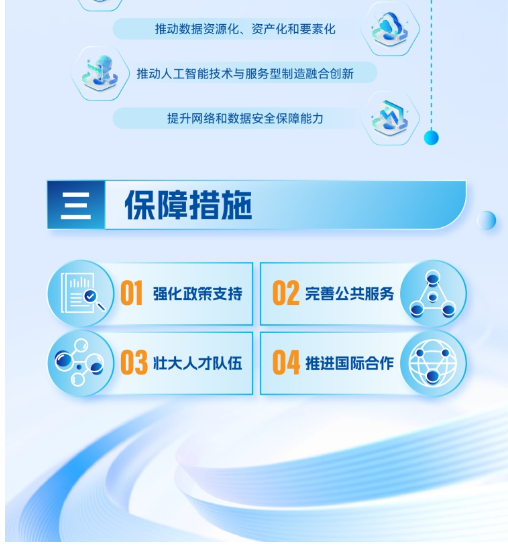 推动数据资源化、资产化和要素化
推动人工智能技术与服务型制造融合创新
提升网络和数据安全保障能力
三 保障措施
01 强化政策支持
02 完善公共服务
03 壮大人才队伍
04 推进国际合作